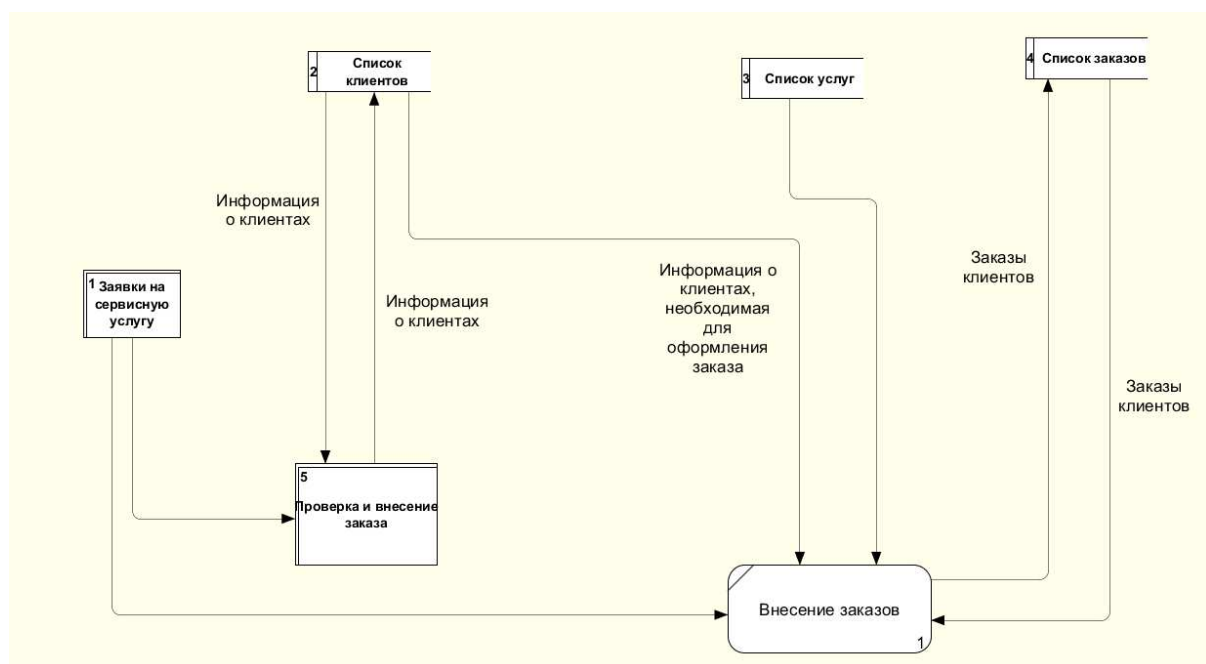 2
Список
клиентов
3
Список услуг
4
Список заказов
Информация
о клиентах
1
Заявки на
сервисную
услугу
Информация
о клиентах
Информация о
клиентах,
необходимая
для
оформления
заказа
Заказы
клиентов
Заказы
клиентов
5
Проверка и внесение
заказа
Внесение заказов
1